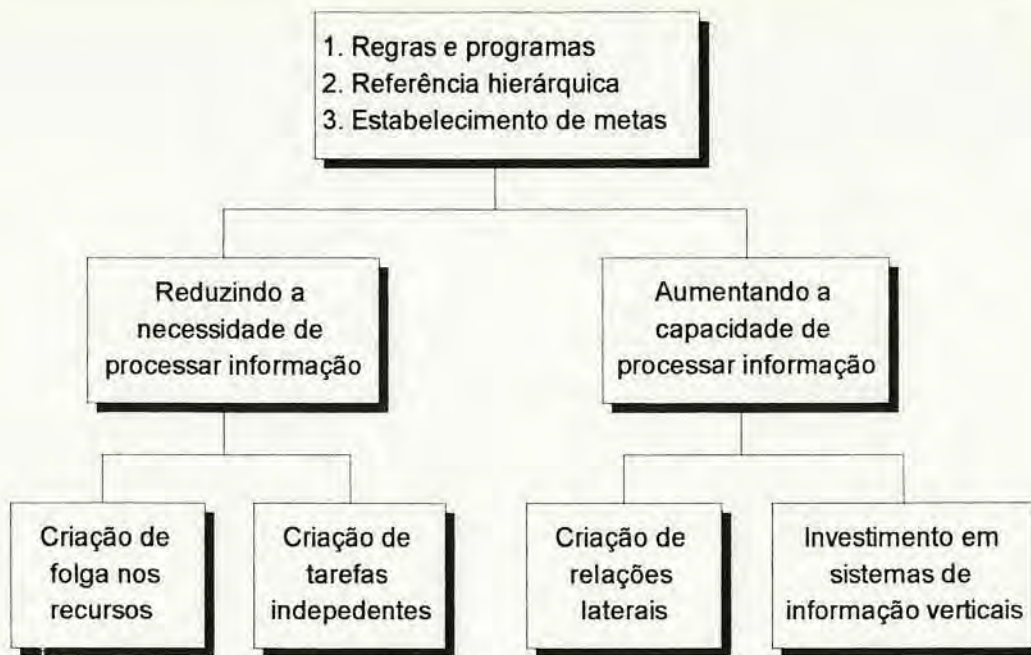 1. Regras e programas
2. Referência hierárquica
3. Estabelecimento de metas
Reduzindo a
necessidade de
processar informação
Aumentando a
capacidade de
processar informação
Criação de
folga nos
recursos
Criação de
tarefas
indepedentes
Criação de
relações
laterais
Investimento em
sistemas de
informação verticais